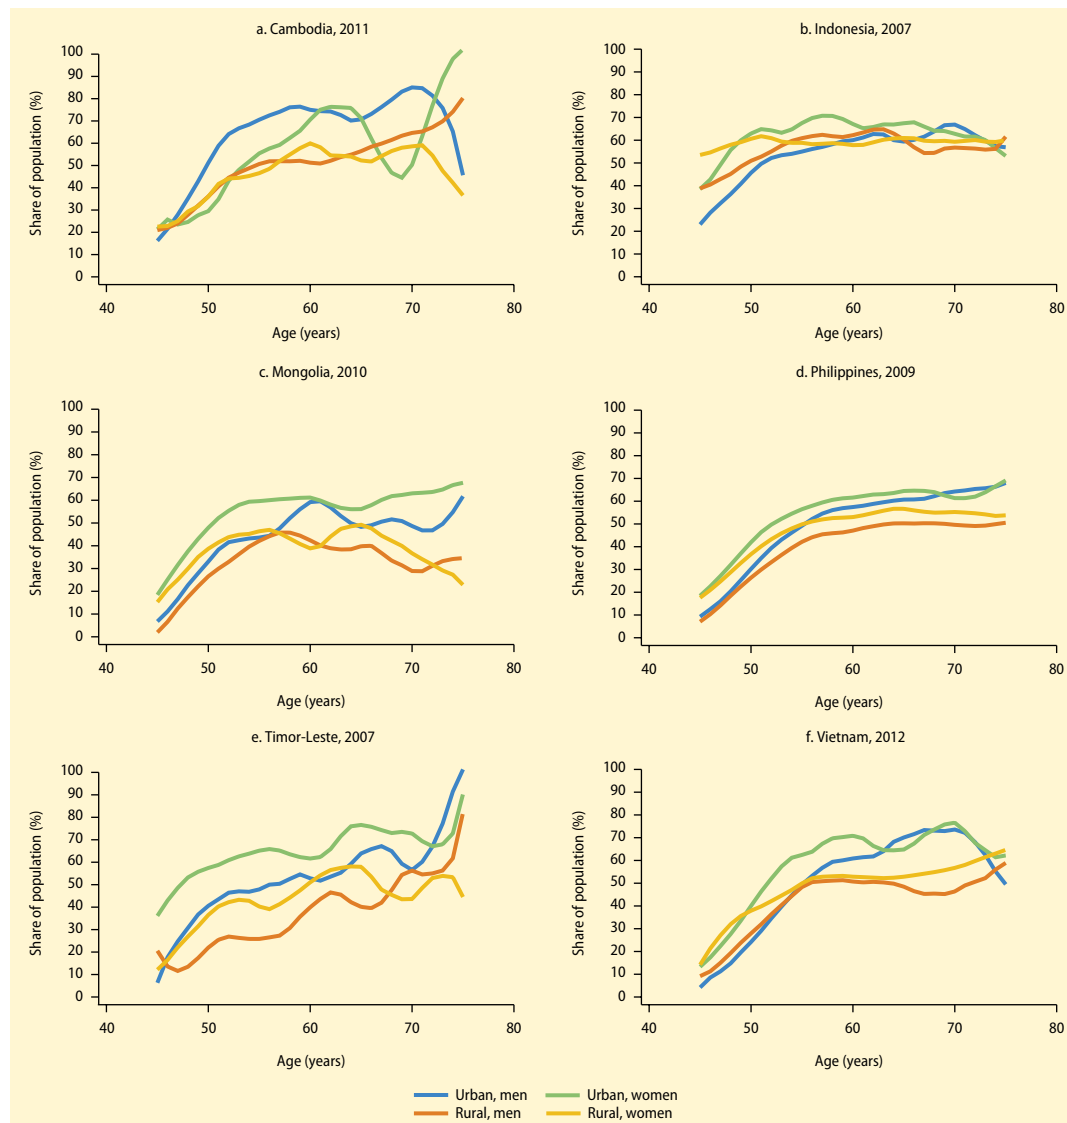 a. Cambodia, 2011
Share of population (%)
100
90
80
70
60
50
40
30
20
10
0
40 50 60 70 80
Age (years)
b. Indonesia, 2007
Share of population (%)
100
90
80
70
60
50
40
30
20
10
0
40 50 60 70 80
Age (years)
c. Mongolia, 2010
Share of population (%)
100
90
80
70
60
50
40
30
20
10
0
40 50 60 70 80
Age (years)
d. Philippines, 2009
Share of population (%)
100
90
80
70
60
50
40
30
20
10
0
40 50 60 70 80
Age (years)
e. Timor-Leste, 2007
Share of population (%)
100
90
80
70
60
50
40
30
20
10
0
40 50 60 70 80
Age (years)
f. Vietnam, 2012
Share of population (%)
100
90
80
70
60
50
40
30
20
10
0
40 50 60 70 80
Age (years)
Urban, men Urban, women
Rural, men Rural, women